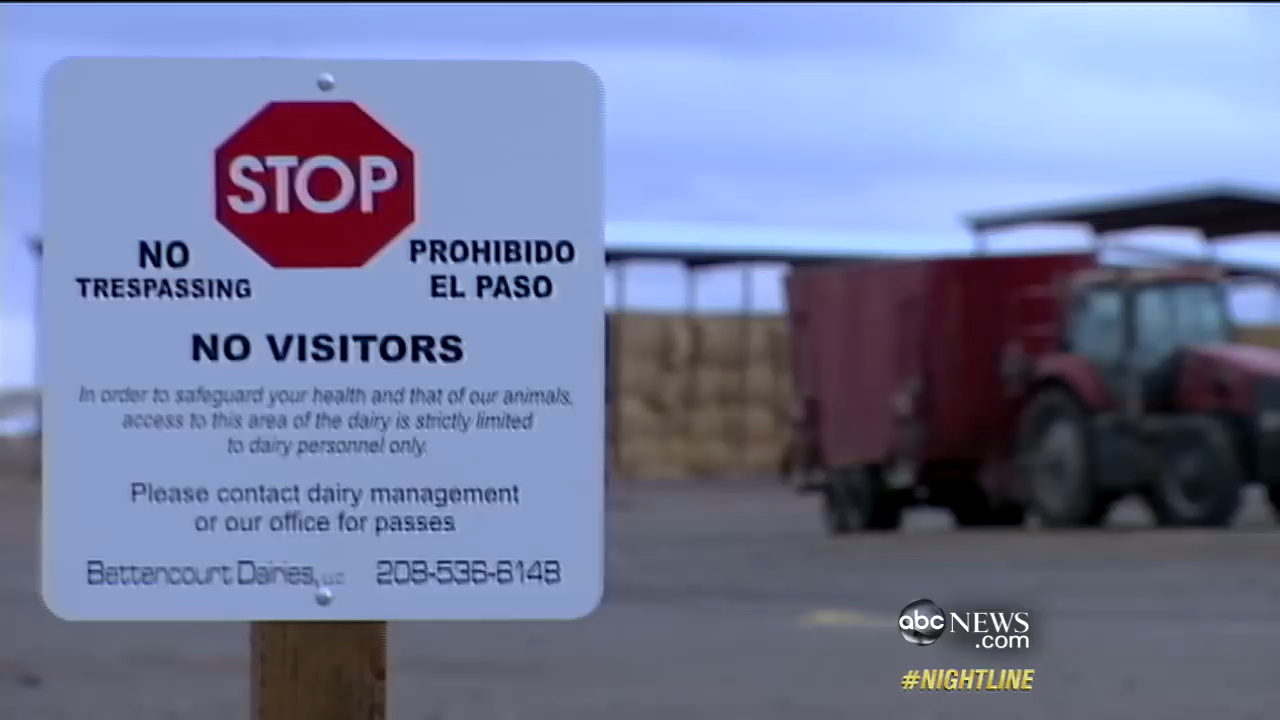 STOP
NO
TRESPASSING
PROHIBIDO
EL PASO
NO VISITORS
In order to safeguard your health and that of our animals,
access to this area of the dairy is strictly limited
to dairy personnel only.
Please contact dairy management
or our office for passes
Bettencourt Dairies, LLC 208-536-6148
abc NEWS
.com
#NIGHTLINE